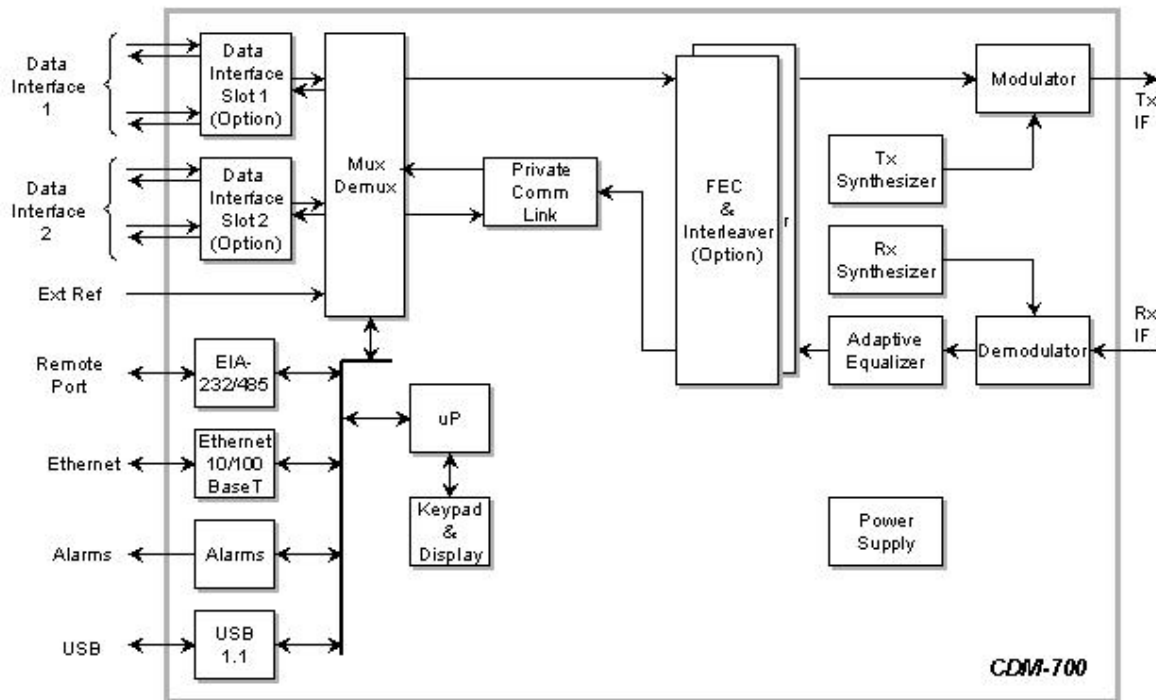 Data
Interface
1
Data
Interface
Slot 1
(Option)
Data
Interface
2
Data
Interface
Slot 2
(Option)
Ext Ref
Mux
Demux
Private
Comm
Link
FEC
&
Interleaver
(Option)
r
Modulator
Tx
IF
Tx
Synthesizer
Rx
Synthesizer
Adaptive
Equalizer
Demodulator
Rx
IF
Remote
Port
EIA-
232/485
Ethernet
Ethernet
10/100
BaseT
uP
Keypad
&
Display
Alarms
Alarms
USB
USB
1.1
Power
Supply
CDM-700